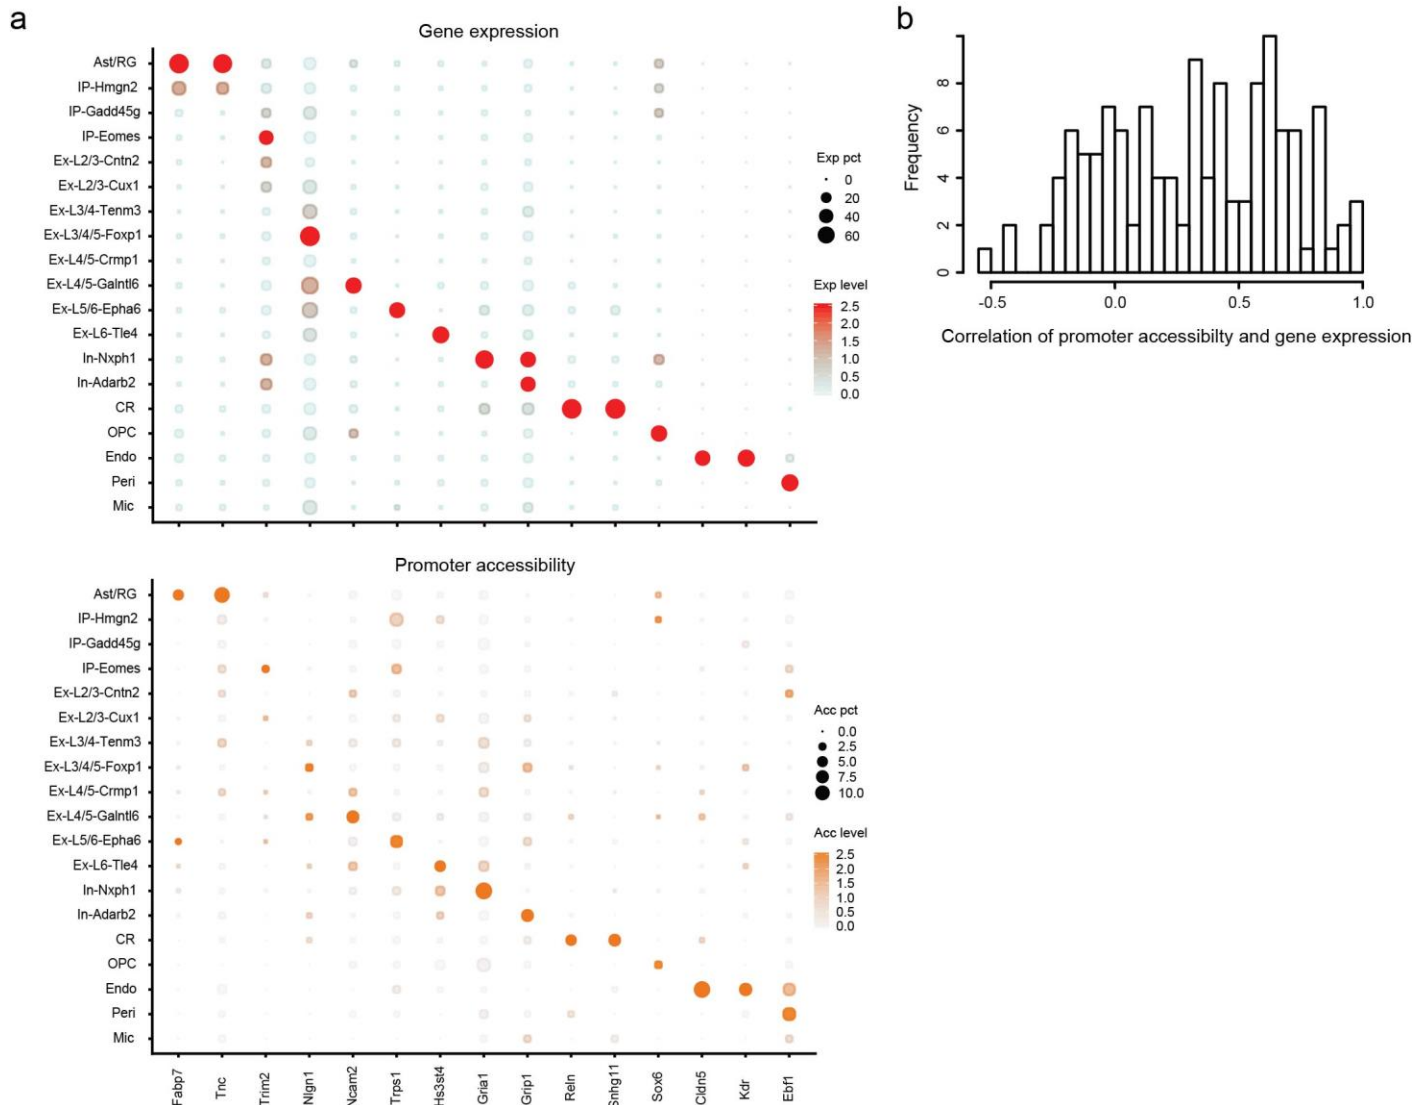 a
Gene expression
Ast/RG
IP-Hmgn2
IP-Gadd45g
IP-Eomes
Ex-L2/3-Cntn2
Ex-L2/3-Cux1
Ex-L3/4-Tenm3
Ex-L3/4/5-Foxp1
Ex-L4/5-Crmp1
Ex-L4/5-Galntl6
Ex-L5/6-Epha6
Ex-L6-Tle4
In-Nxph1
In-Adarb2
CR
OPC
Endo
Peri
Mic
Exp pct
0
20
40
60
Exp level
2.5
2.0
1.5
1.0
0.5
0.0
b
Frequency
8
6
4
2
0
-0.5 0.0 0.5 1.0
Correlation of promoter accessibilty and gene expression
Promoter accessibility
Ast/RG
IP-Hmgn2
IP-Gadd45g
IP-Eomes
Ex-L2/3-Cntn2
Ex-L2/3-Cux1
Ex-L3/4-Tenm3
Ex-L3/4/5-Foxp1
Ex-L4/5-Crmp1
Ex-L4/5-Galntl6
Ex-L5/6-Epha6
Ex-L6-Tle4
In-Nxph1
In-Adarb2
CR
OPC
Endo
Peri
Mic
Acc pct
0.0
2.5
5.0
7.5
10.0
Acc level
2.5
2.0
1.5
1.0
0.5
0.0
Fabp7
Tnc
Trim2
Nlgn1
Ncam2
Trps1
Hs3st4
Gria1
Grip1
Reln
Snhg11
Sox6
Cldn5
Kdr
Ebf1